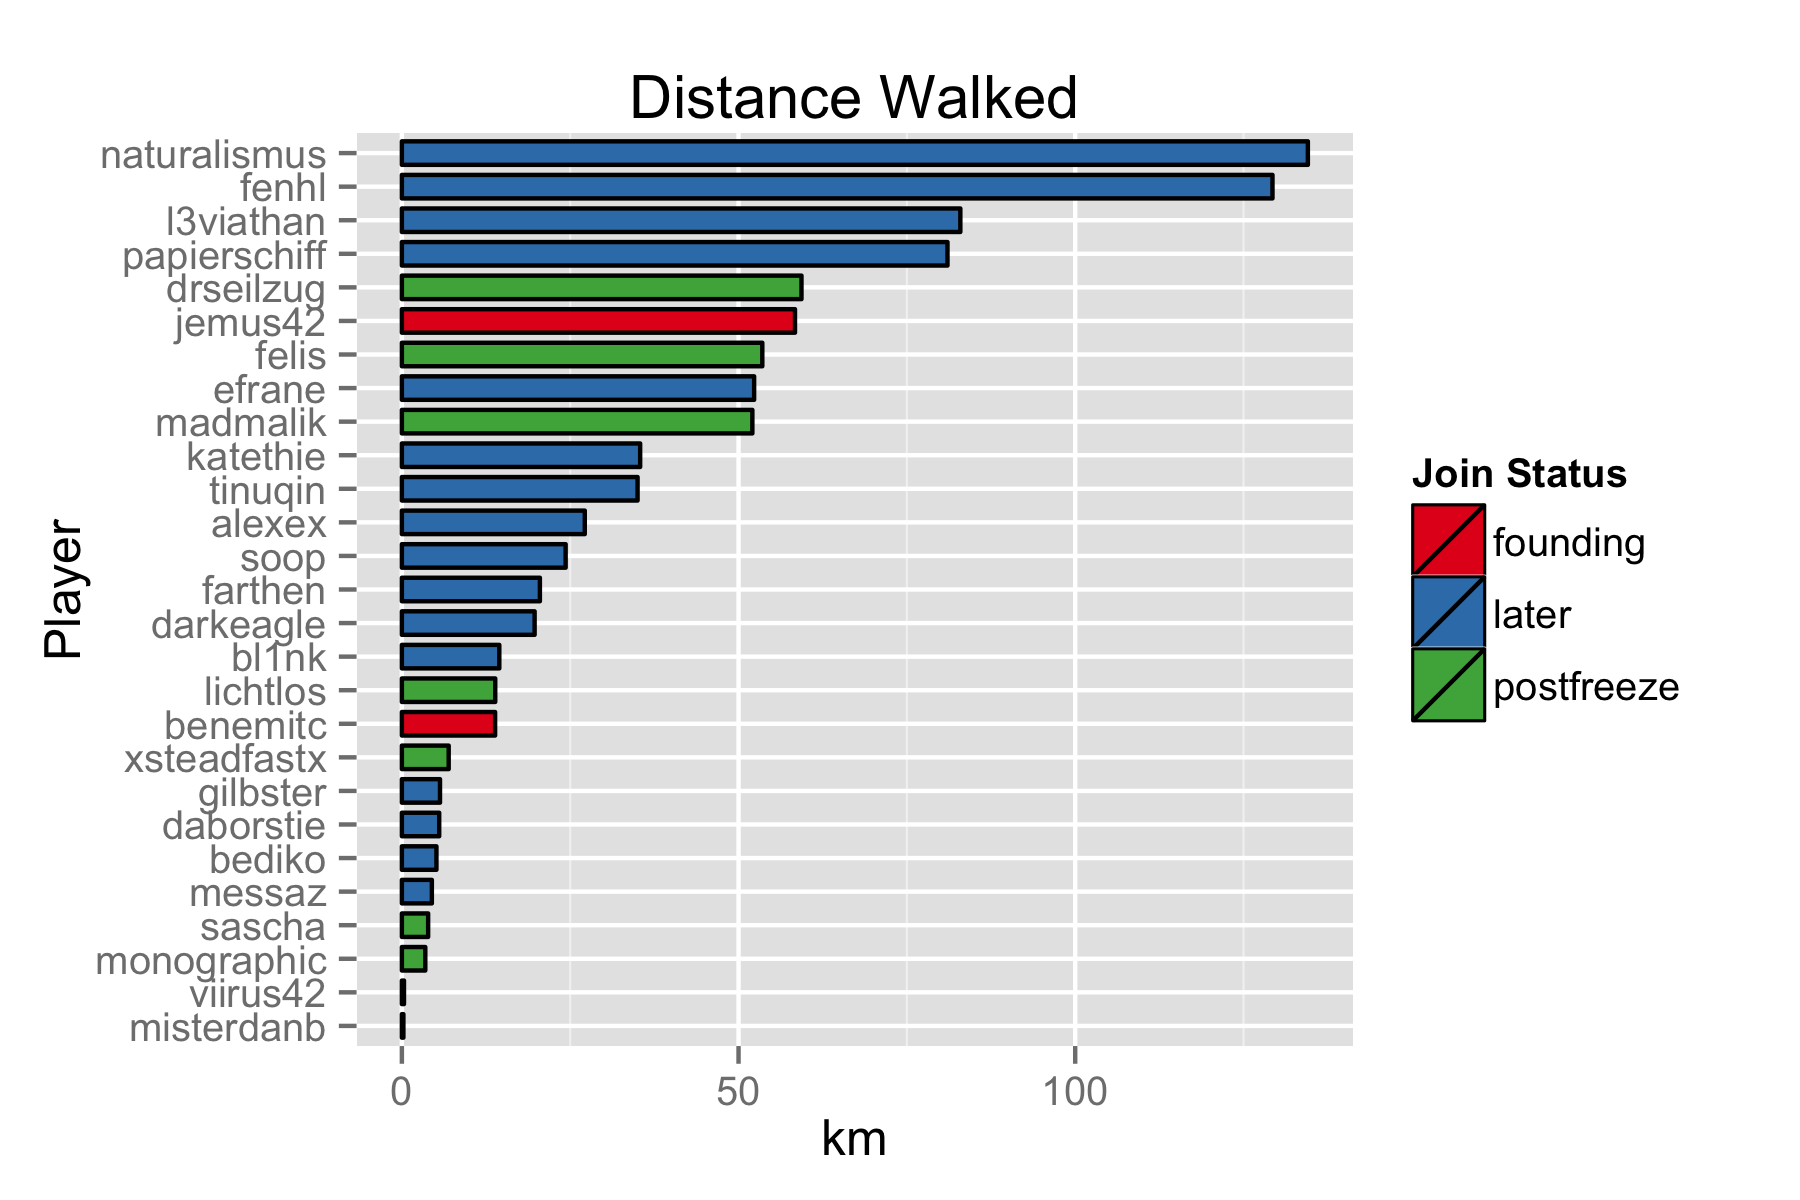 Distance Walked
Player
naturalismus
fenhl
l3viathan
papierschiff
drseilzug
jemus42
felis
efrane
madmalik
katethie
tinuqin
alexex
soop
farthen
darkeagle
bl1nk
lichtlos
benemitc
xsteadfastx
gilbster
daborstie
bediko
messaz
sascha
monographic
viirus42
misterdanb
0 50 100
km
Join Status
founding
later
postfreeze